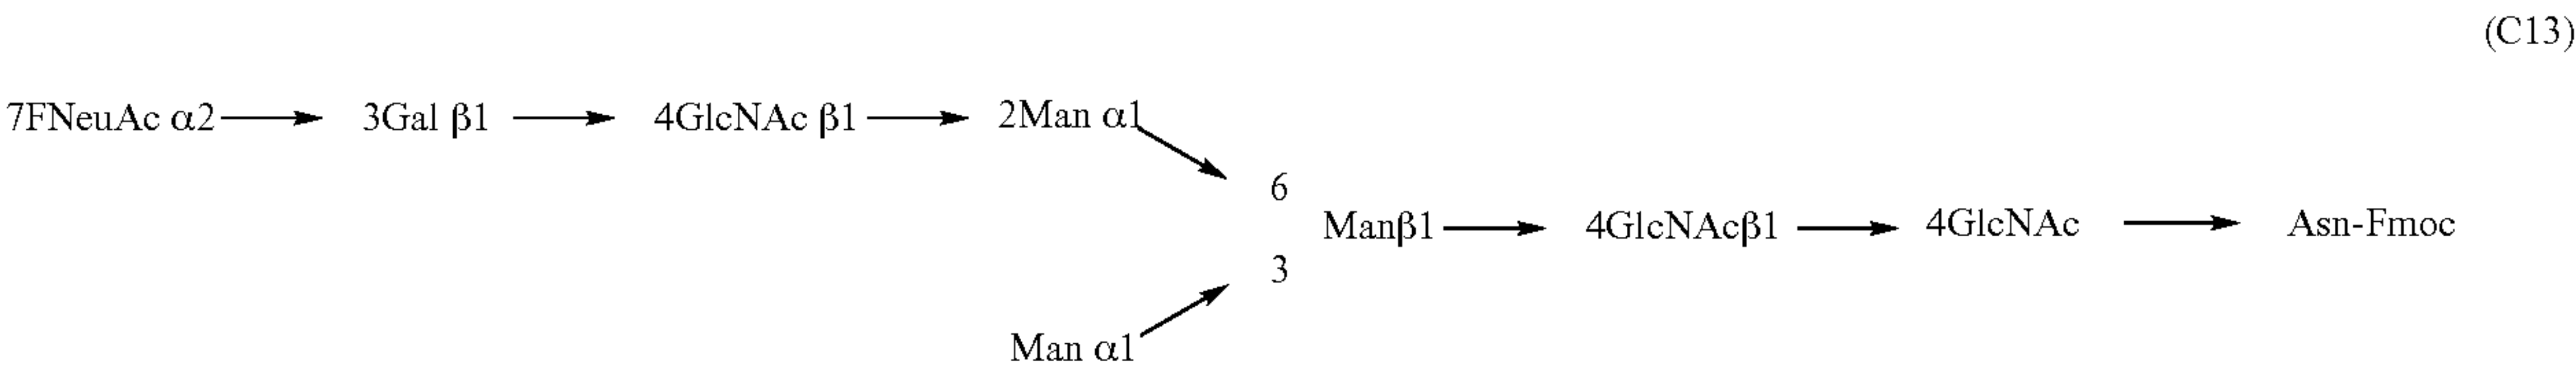 (C13)
7FNeuAc α2 → 3Gal β1 → 4GlcNAc β1 → 2Man α1
6
Manβ1 → 4GlcNAcβ1 → 4GlcNAc → Asn-Fmoc
3
Man α1